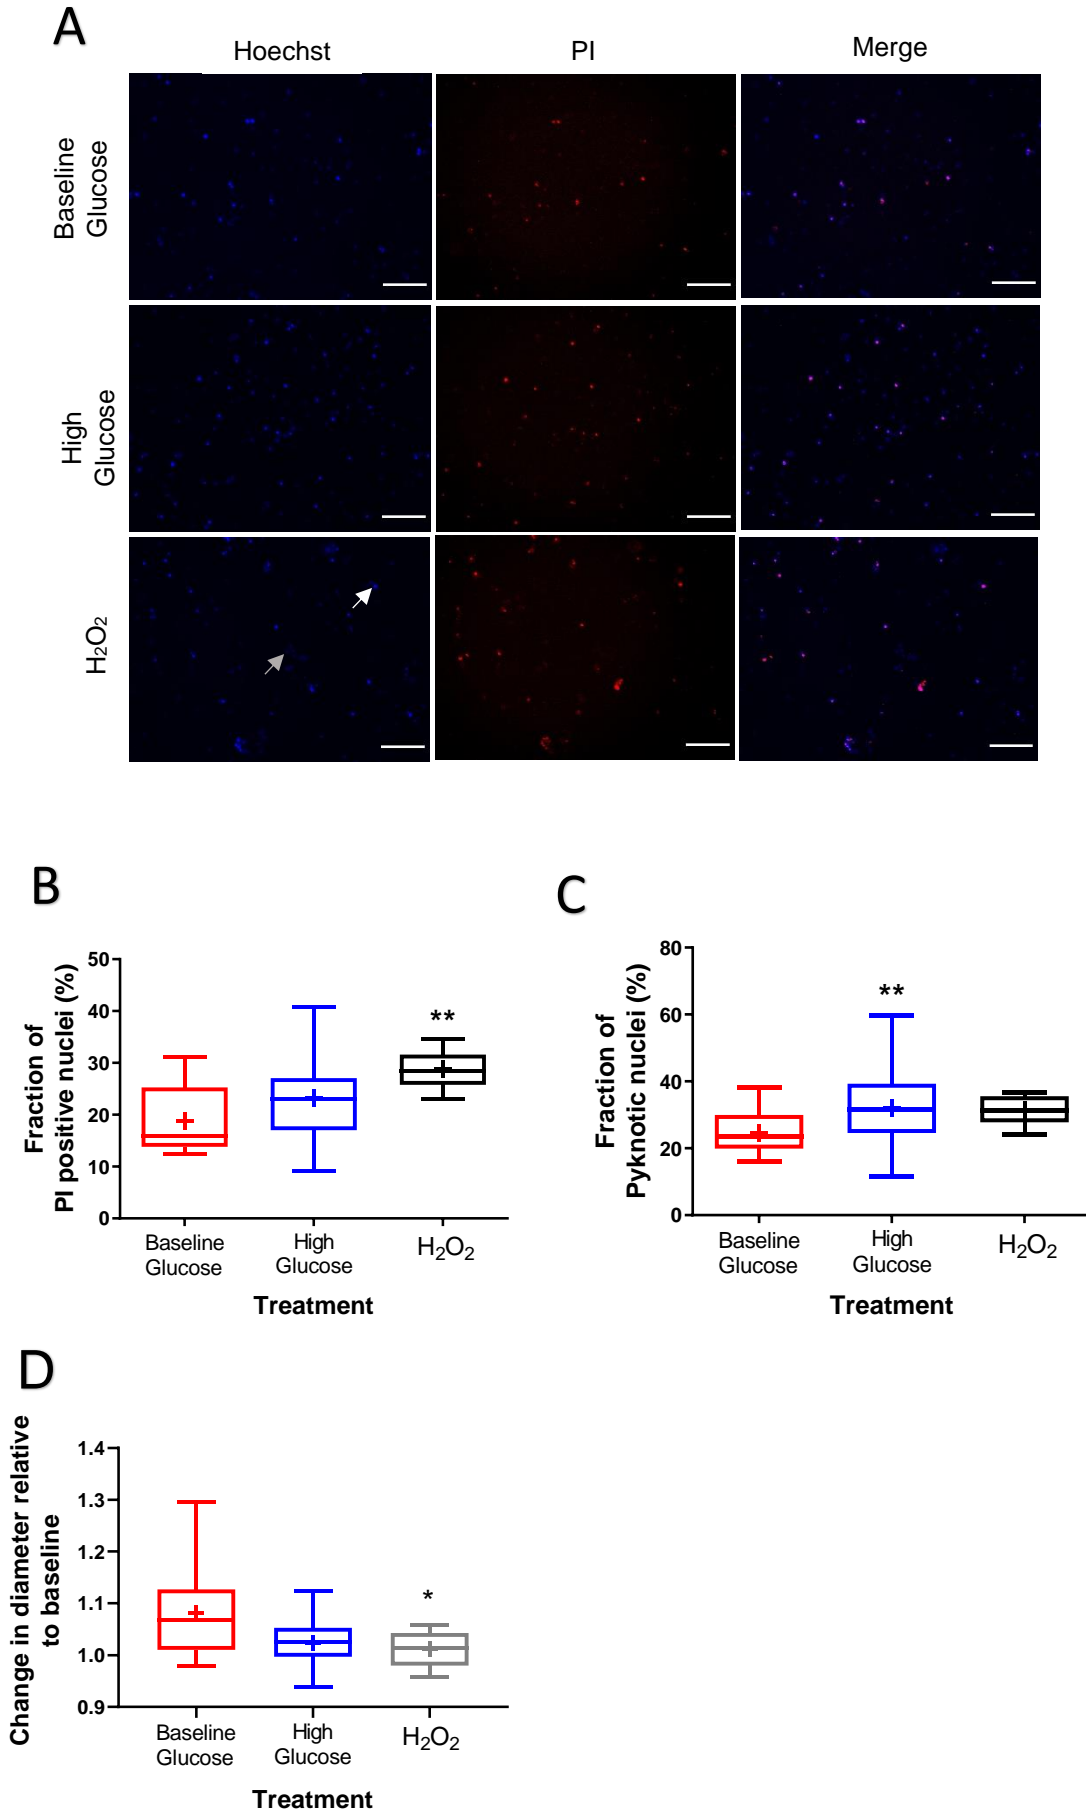 A
Hoechst
PI
Merge
Baseline
Glucose
High
Glucose
H2O2
B
Fraction of
PI positive nuclei (%)
50
40
30
20
10
0
**
Baseline
Glucose
High
Glucose
H2O2
Treatment
C
Fraction of
Pyknotic nuclei (%)
80
60
40
20
0
**
Baseline
Glucose
High
Glucose
H2O2
Treatment
D
Change in diameter relative
to baseline
1.4
1.3
1.2
1.1
1.0
0.9
*
Baseline
Glucose
High
Glucose
H2O2
Treatment